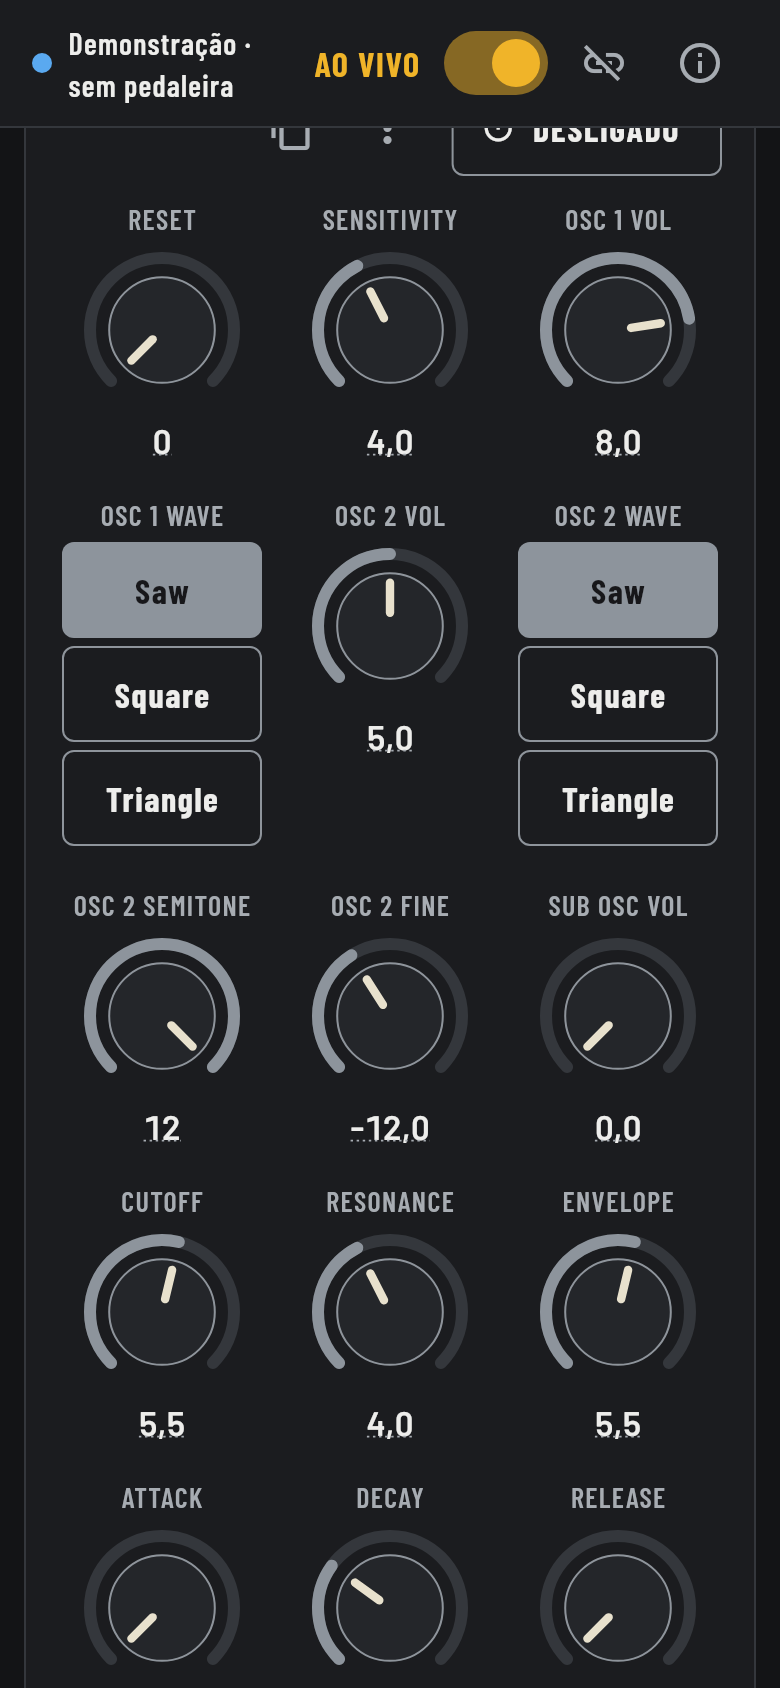 Demonstração ·
sem pedaleira
AO VIVO
DESLIGADO
RESET
SENSITIVITY
OSC 1 VOL
0
4,0
8,0
OSC 1 WAVE
OSC 2 VOL
OSC 2 WAVE
Saw
Saw
Square
Square
5,0
Triangle
Triangle
OSC 2 SEMITONE
OSC 2 FINE
SUB OSC VOL
12
-12,0
0,0
CUTOFF
RESONANCE
ENVELOPE
5,5
4,0
5,5
ATTACK
DECAY
RELEASE